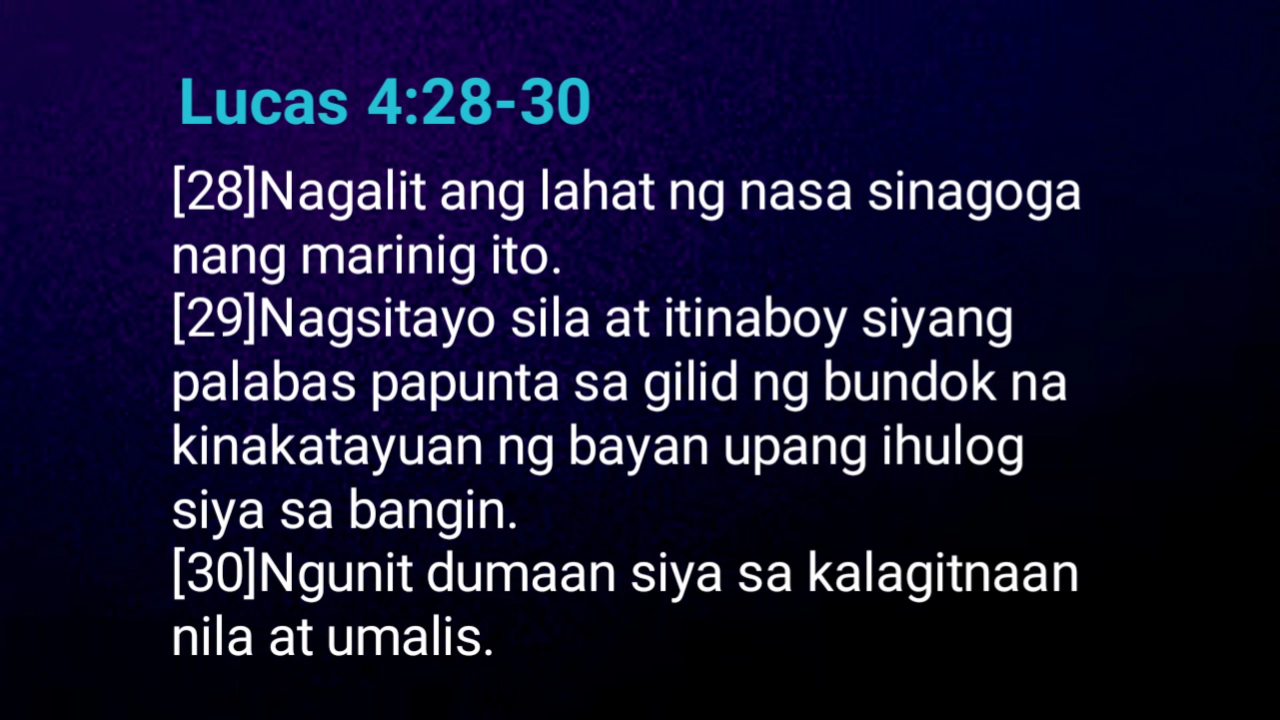 Lucas 4:28-30
[28]Nagalit ang lahat ng nasa sinagoga
nang marinig ito.
[29]Nagsitayo sila at itinaboy siyang
palabas papunta sa gilid ng bundok na
kinakatayuan ng bayan upang ihulog
siya sa bangin.
[30]Ngunit dumaan siya sa kalagitnaan
nila at umalis.